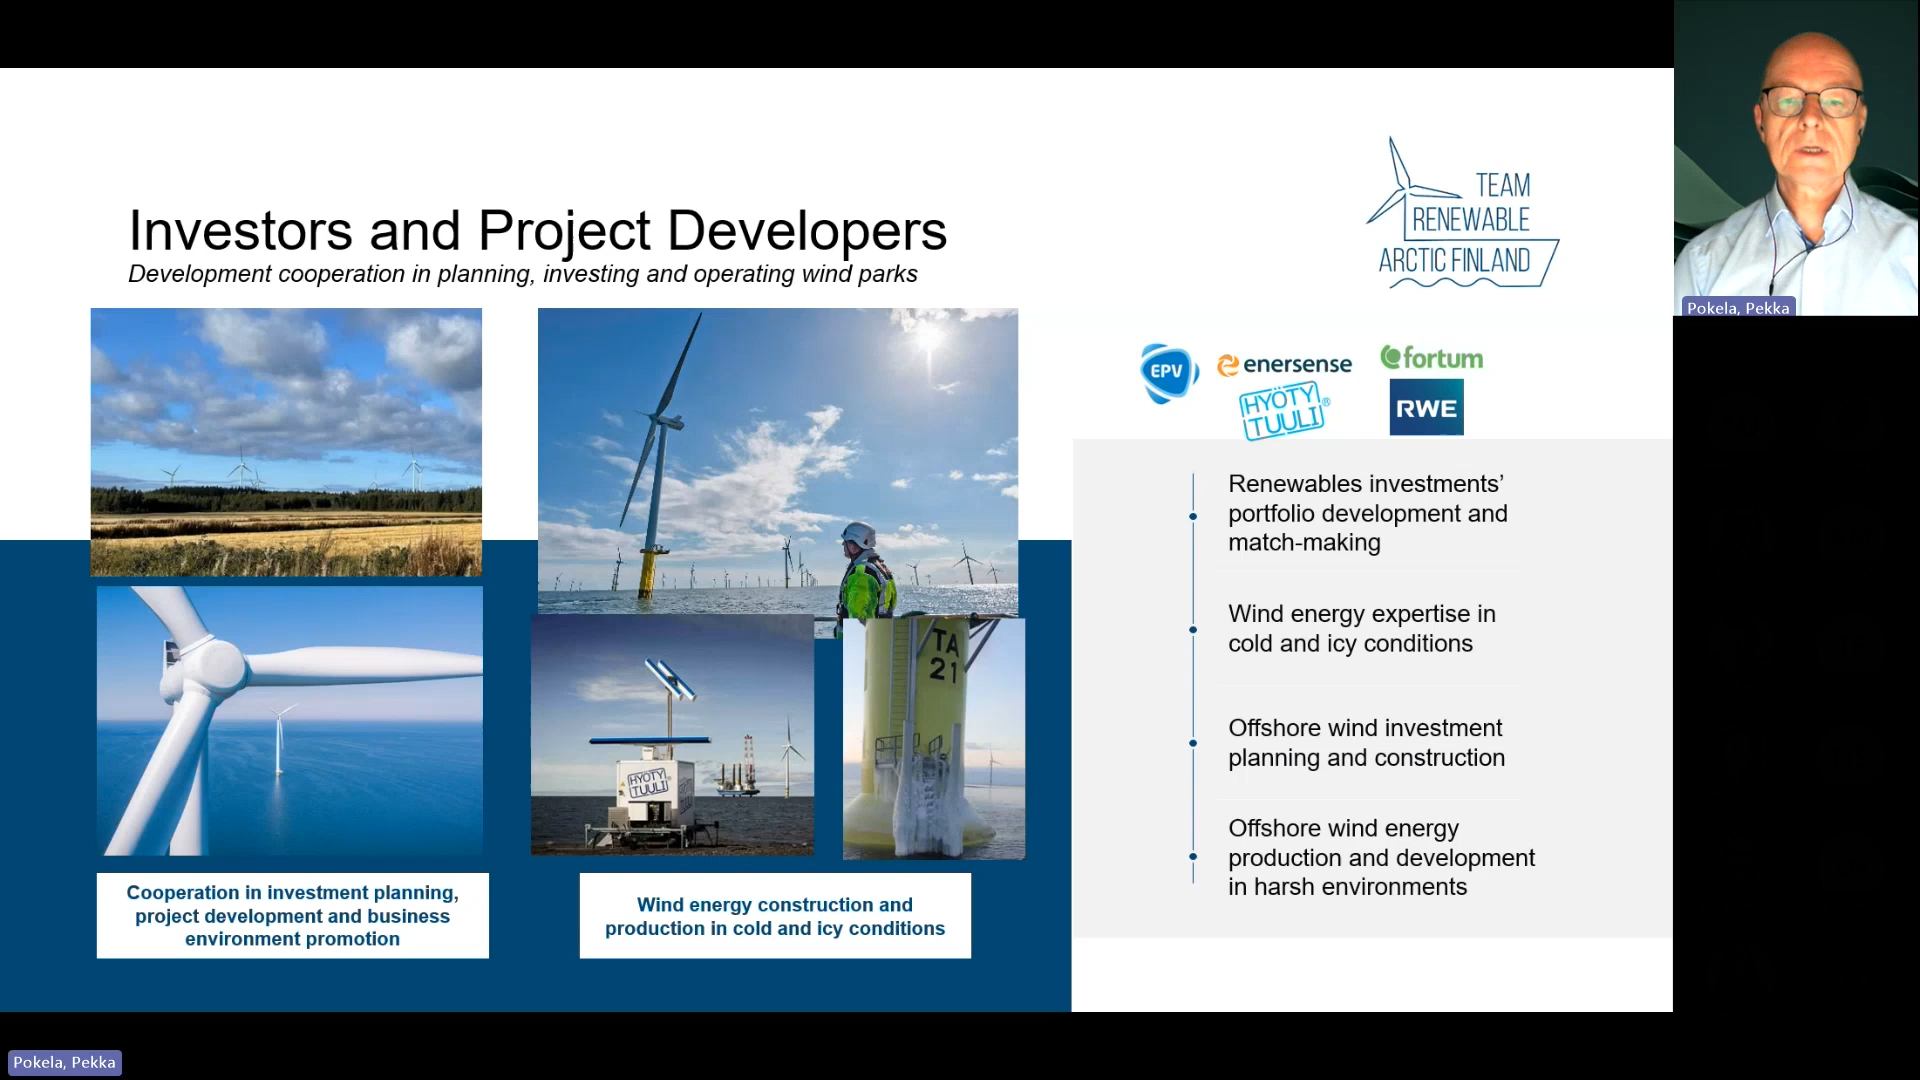 Investors and Project Developers
Development cooperation in planning, investing and operating wind parks
TEAM
RENEWABLE
ARCTIC FINLAND
EPV
enersense
fortum
HYÖTY
TUULI®
RWE
TA
21
HYÖTY
TUULI
Cooperation in investment planning,
project development and business
environment promotion
Wind energy construction and
production in cold and icy conditions
Renewables investments’
portfolio development and
match-making
Wind energy expertise in
cold and icy conditions
Offshore wind investment
planning and construction
Offshore wind energy
production and development
in harsh environments
Pokela, Pekka
Pokela, Pekka